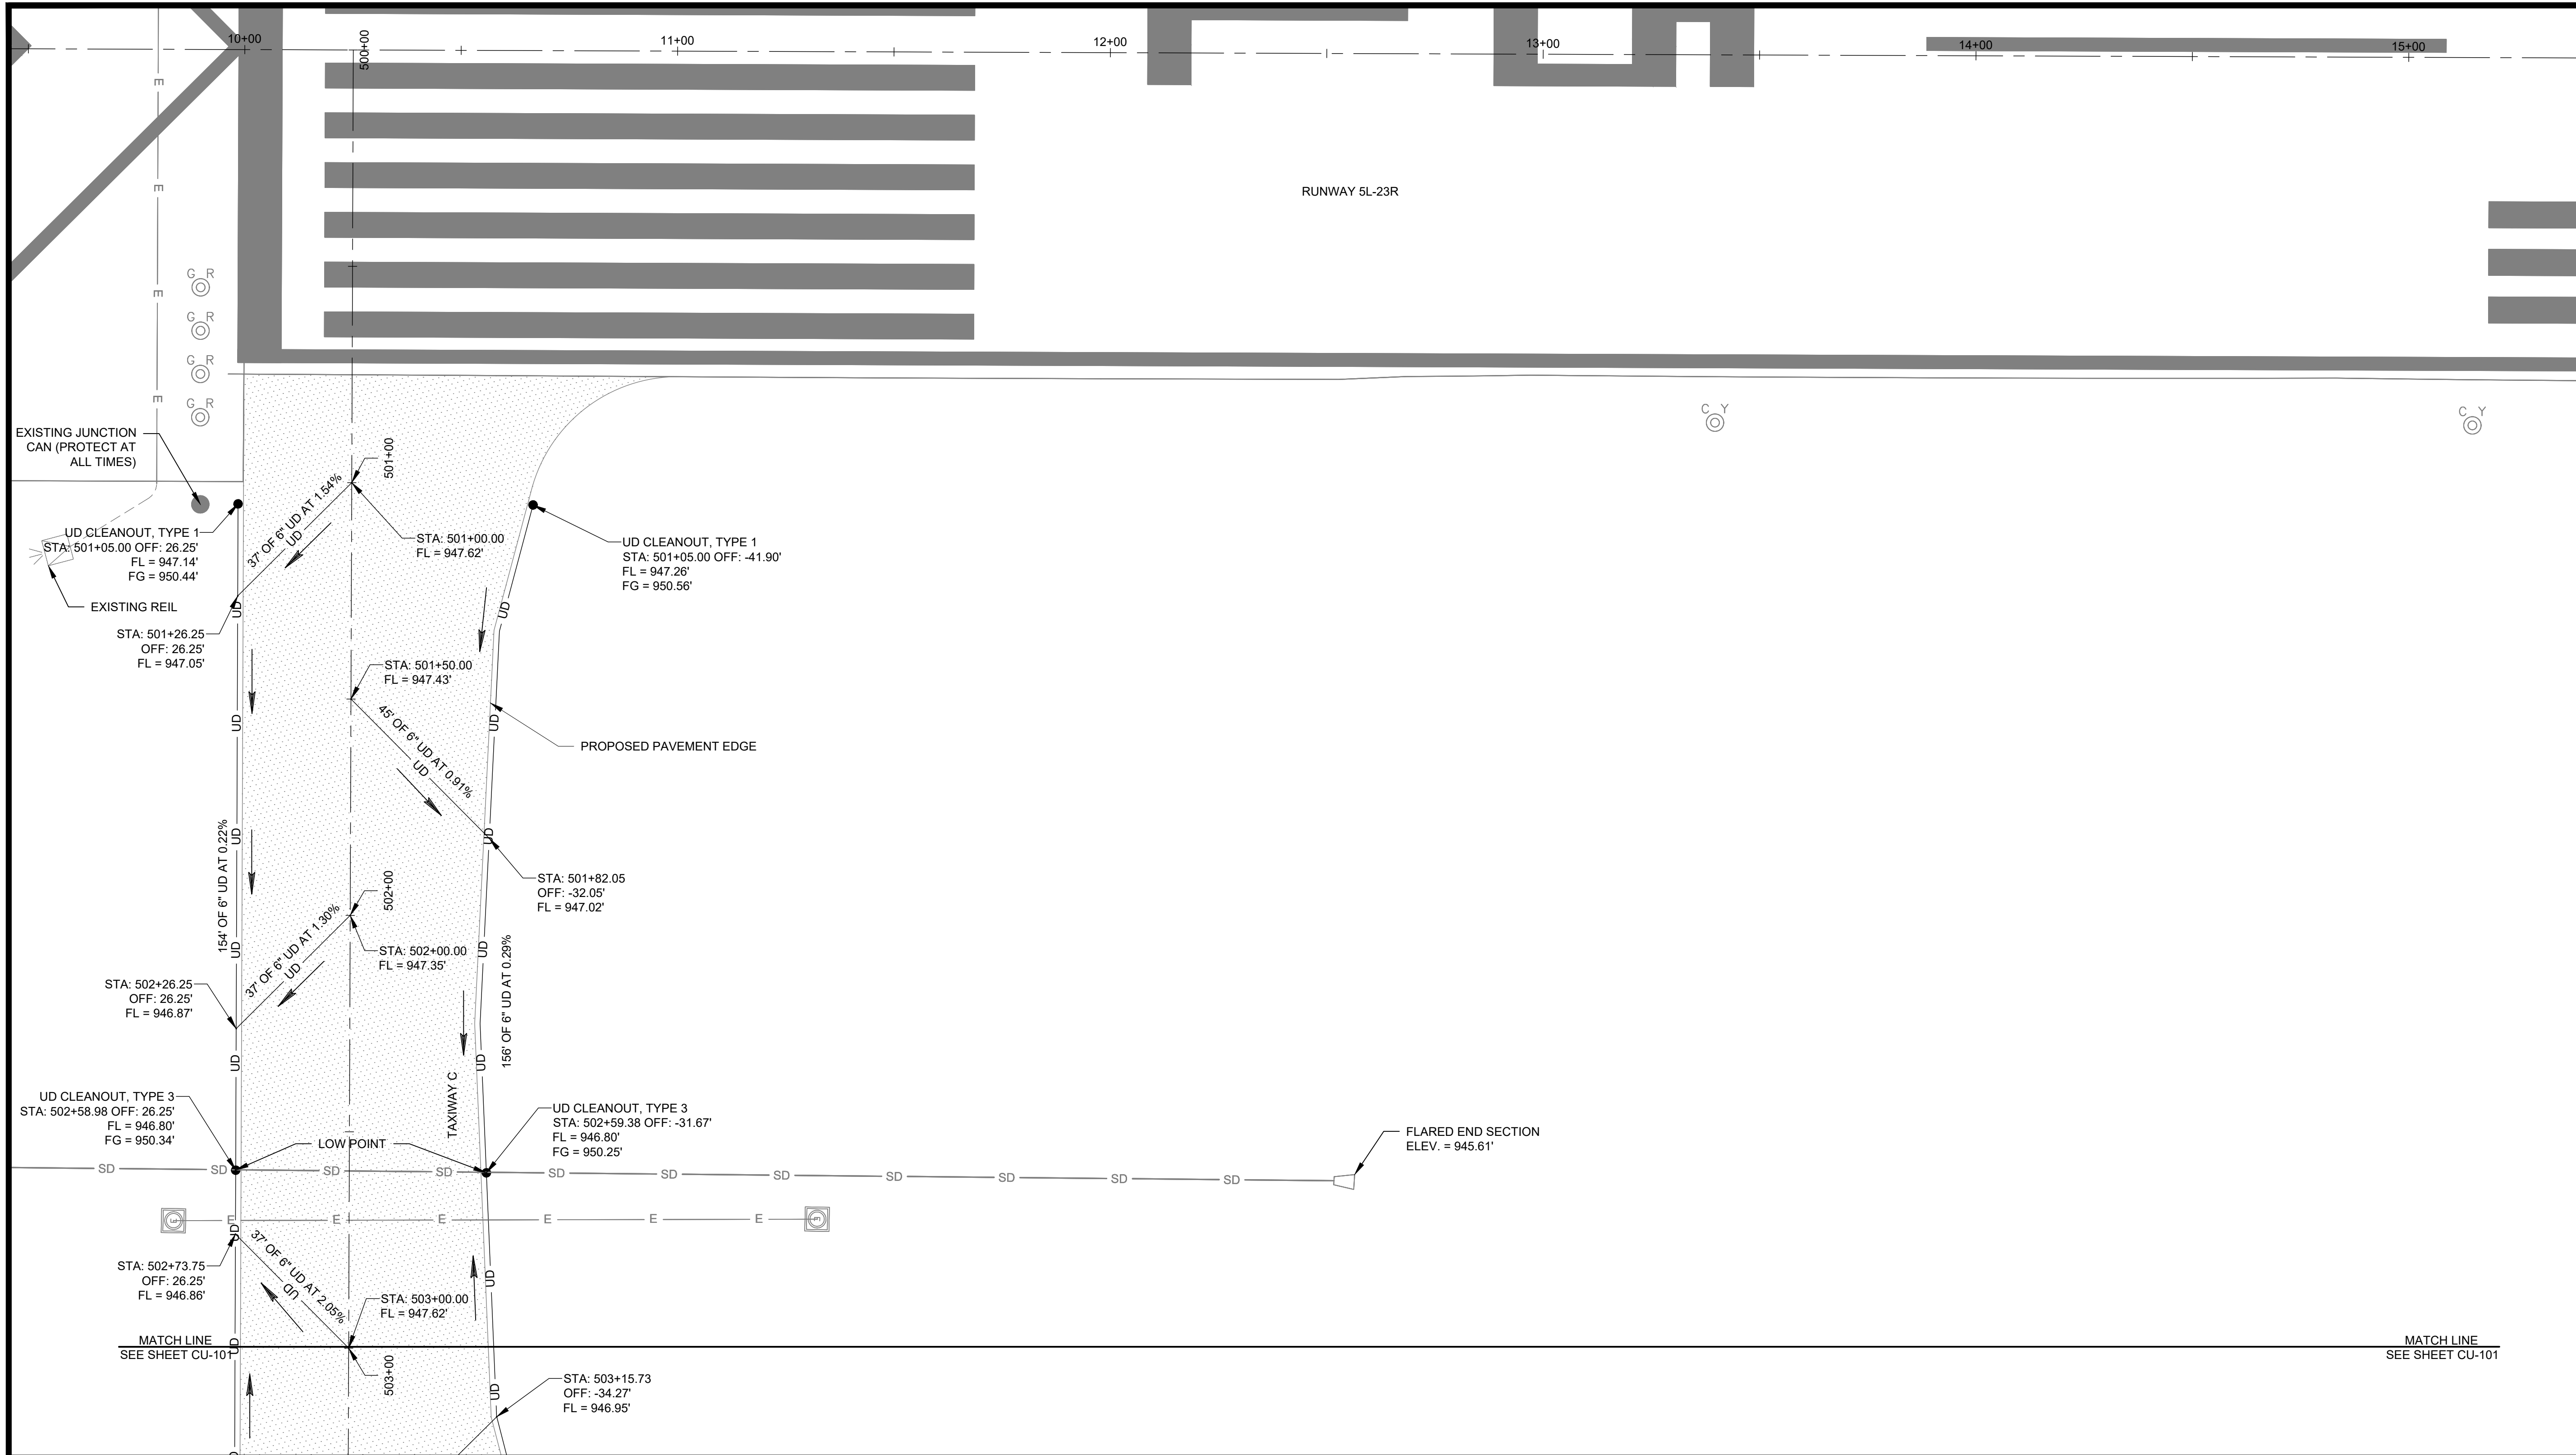 10+00
500+00
11+00
12+00
13+00
14+00
15+00
E
E
E
E
RUNWAY 5L-23R
G R
G R
G R
G R
C Y
C Y
EXISTING JUNCTION
CAN (PROTECT AT
ALL TIMES)
501+00
37' OF 6" UD AT 1.54%
UD
UD CLEANOUT, TYPE 1
STA: 501+05.00 OFF: 26.25'
FL = 947.14'
FG = 950.44'
STA: 501+00.00
FL = 947.62'
UD CLEANOUT, TYPE 1
STA: 501+05.00 OFF: -41.90'
FL = 947.26'
FG = 950.56'
EXISTING REIL
UD
UD
STA: 501+26.25
OFF: 26.25'
FL = 947.05'
STA: 501+50.00
FL = 947.43'
UD
UD
45' OF 6" UD AT 0.91%
UD
PROPOSED PAVEMENT EDGE
154' OF 6" UD AT 0.22%
UD
UD
STA: 501+82.05
OFF: -32.05'
FL = 947.02'
502+00
37' OF 6" UD AT 1.30%
UD
UD
UD
STA: 502+00.00
FL = 947.35'
156' OF 6" UD AT 0.29%
STA: 502+26.25
OFF: 26.25'
FL = 946.87'
UD
UD
TAXIWAY C
UD CLEANOUT, TYPE 3
STA: 502+58.98 OFF: 26.25'
FL = 946.80'
FG = 950.34'
UD CLEANOUT, TYPE 3
STA: 502+59.38 OFF: -31.67'
FL = 946.80'
FG = 950.25'
LOW POINT
FLARED END SECTION
ELEV. = 945.61'
SD SD SD SD SD SD SD SD SD SD SD
E E E E E E E E
UD
37' OF 6" UD AT 2.05%
UD
UD
STA: 502+73.75
OFF: 26.25'
FL = 946.86'
STA: 503+00.00
FL = 947.62'
MATCH LINE
SEE SHEET CU-101
UD
MATCH LINE
SEE SHEET CU-101
503+00
UD
STA: 503+15.73
OFF: -34.27'
FL = 946.95'